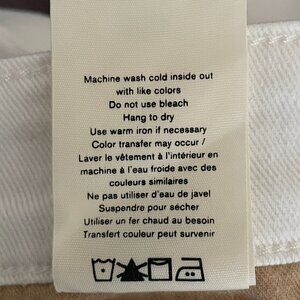 Machine wash cold inside out
with like colors
Do not use bleach
Hang to dry
Use warm iron if necessary
Color transfer may occur /
Laver le vêtement à l'intérieur en
machine à l'eau froide avec des
couleurs similaires
Ne pas utiliser d'eau de javel
Suspendre pour sécher
Utiliser un fer chaud au besoin
Transfert couleur peut survenir